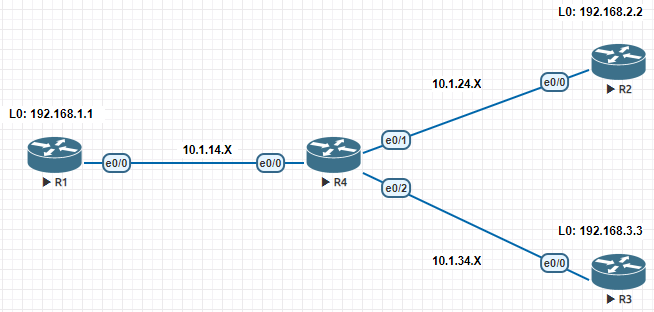 L0: 192.168.2.2
10.1.24.X
e0/0
R2
L0: 192.168.1.1
e0/1
10.1.14.X
e0/0
e0/0
R1
R4
e0/2
L0: 192.168.3.3
10.1.34.X
e0/0
R3